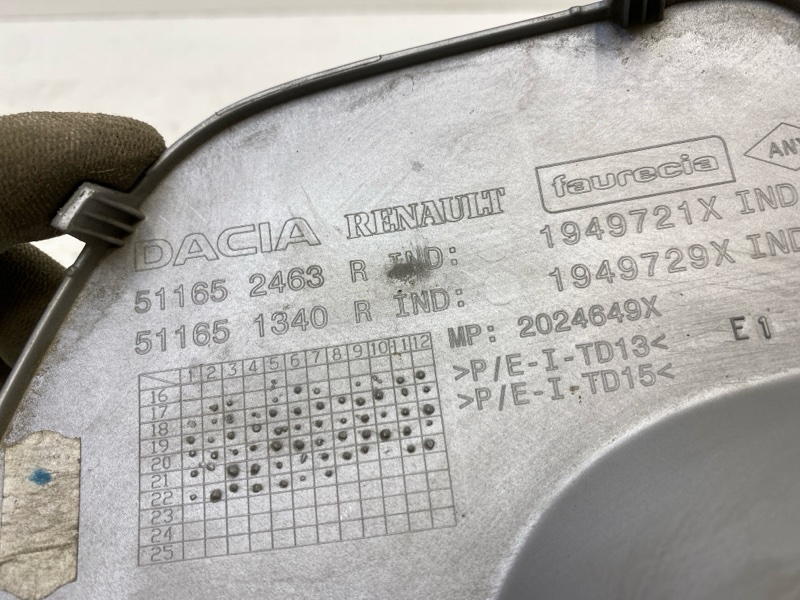 DACIA RENAULT faurecia
51165 2463 R IND: 1949721X IND
51165 1340 R IND: 1949729X IND
MP: 2024649X
>P/E-I-TD13<
>P/E-I-TD15<
E1
1 2 3 4 5 6 7 8 9 10 11 12
16
17
18
19
20
21
22
23
24
25